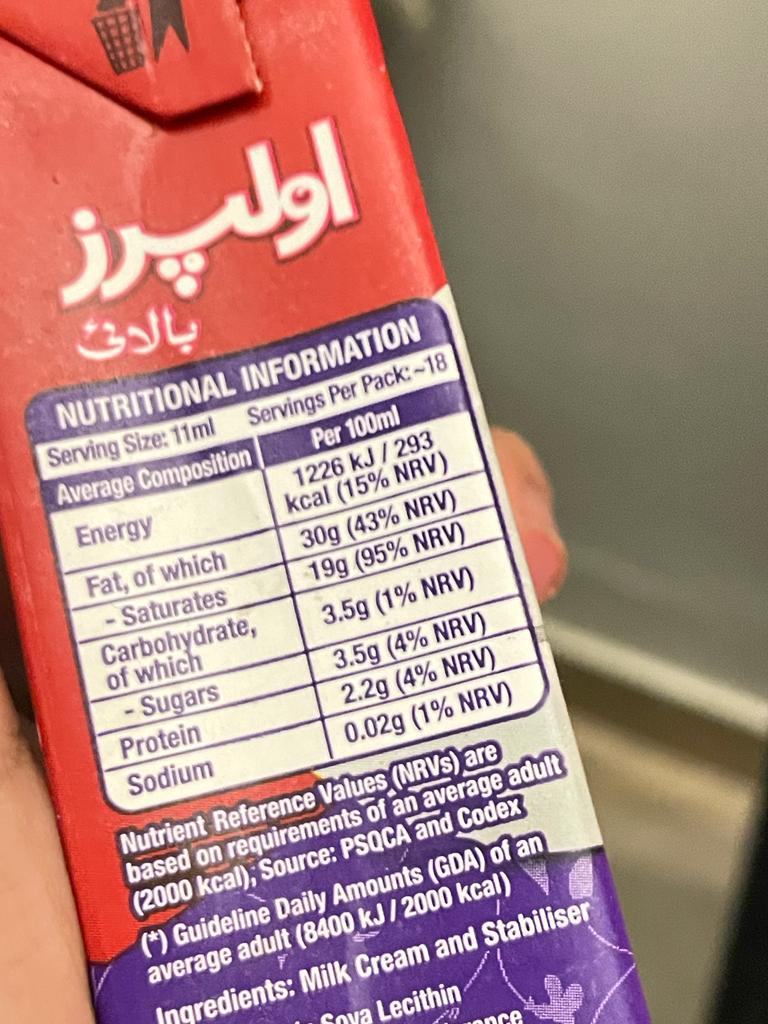 اولپرز
بالائی
NUTRITIONAL INFORMATION
Serving Size: 11ml Servings Per Pack: ~18
Average Composition Per 100ml
Energy 1226 kJ / 293
kcal (15% NRV)
Fat, of which 30g (43% NRV)
- Saturates 19g (95% NRV)
Carbohydrate,
of which 3.5g (1% NRV)
- Sugars 3.5g (4% NRV)
Protein 2.2g (4% NRV)
Sodium 0.02g (1% NRV)
Nutrient Reference Values (NRVs) are
based on requirements of an average adult
(2000 kcal); Source: PSQCA and Codex
(*) Guideline Daily Amounts (GDA) of an
average adult (8400 kJ / 2000 kcal)
Ingredients: Milk Cream and Stabiliser
Soya Lecithin